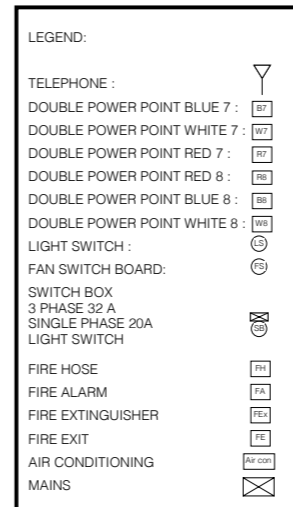 LEGEND:
TELEPHONE :
DOUBLE POWER POINT BLUE 7 : B7
DOUBLE POWER POINT WHITE 7 : W7
DOUBLE POWER POINT RED 7 : R7
DOUBLE POWER POINT RED 8 : R8
DOUBLE POWER POINT BLUE 8 : B8
DOUBLE POWER POINT WHITE 8 : W8
LIGHT SWITCH : LS
FAN SWITCH BOARD: FS
SWITCH BOX
3 PHASE 32 A
SINGLE PHASE 20A SB
LIGHT SWITCH
FIRE HOSE FH
FIRE ALARM FA
FIRE EXTINGUISHER FEx
FIRE EXIT FE
AIR CONDITIONING Air con
MAINS